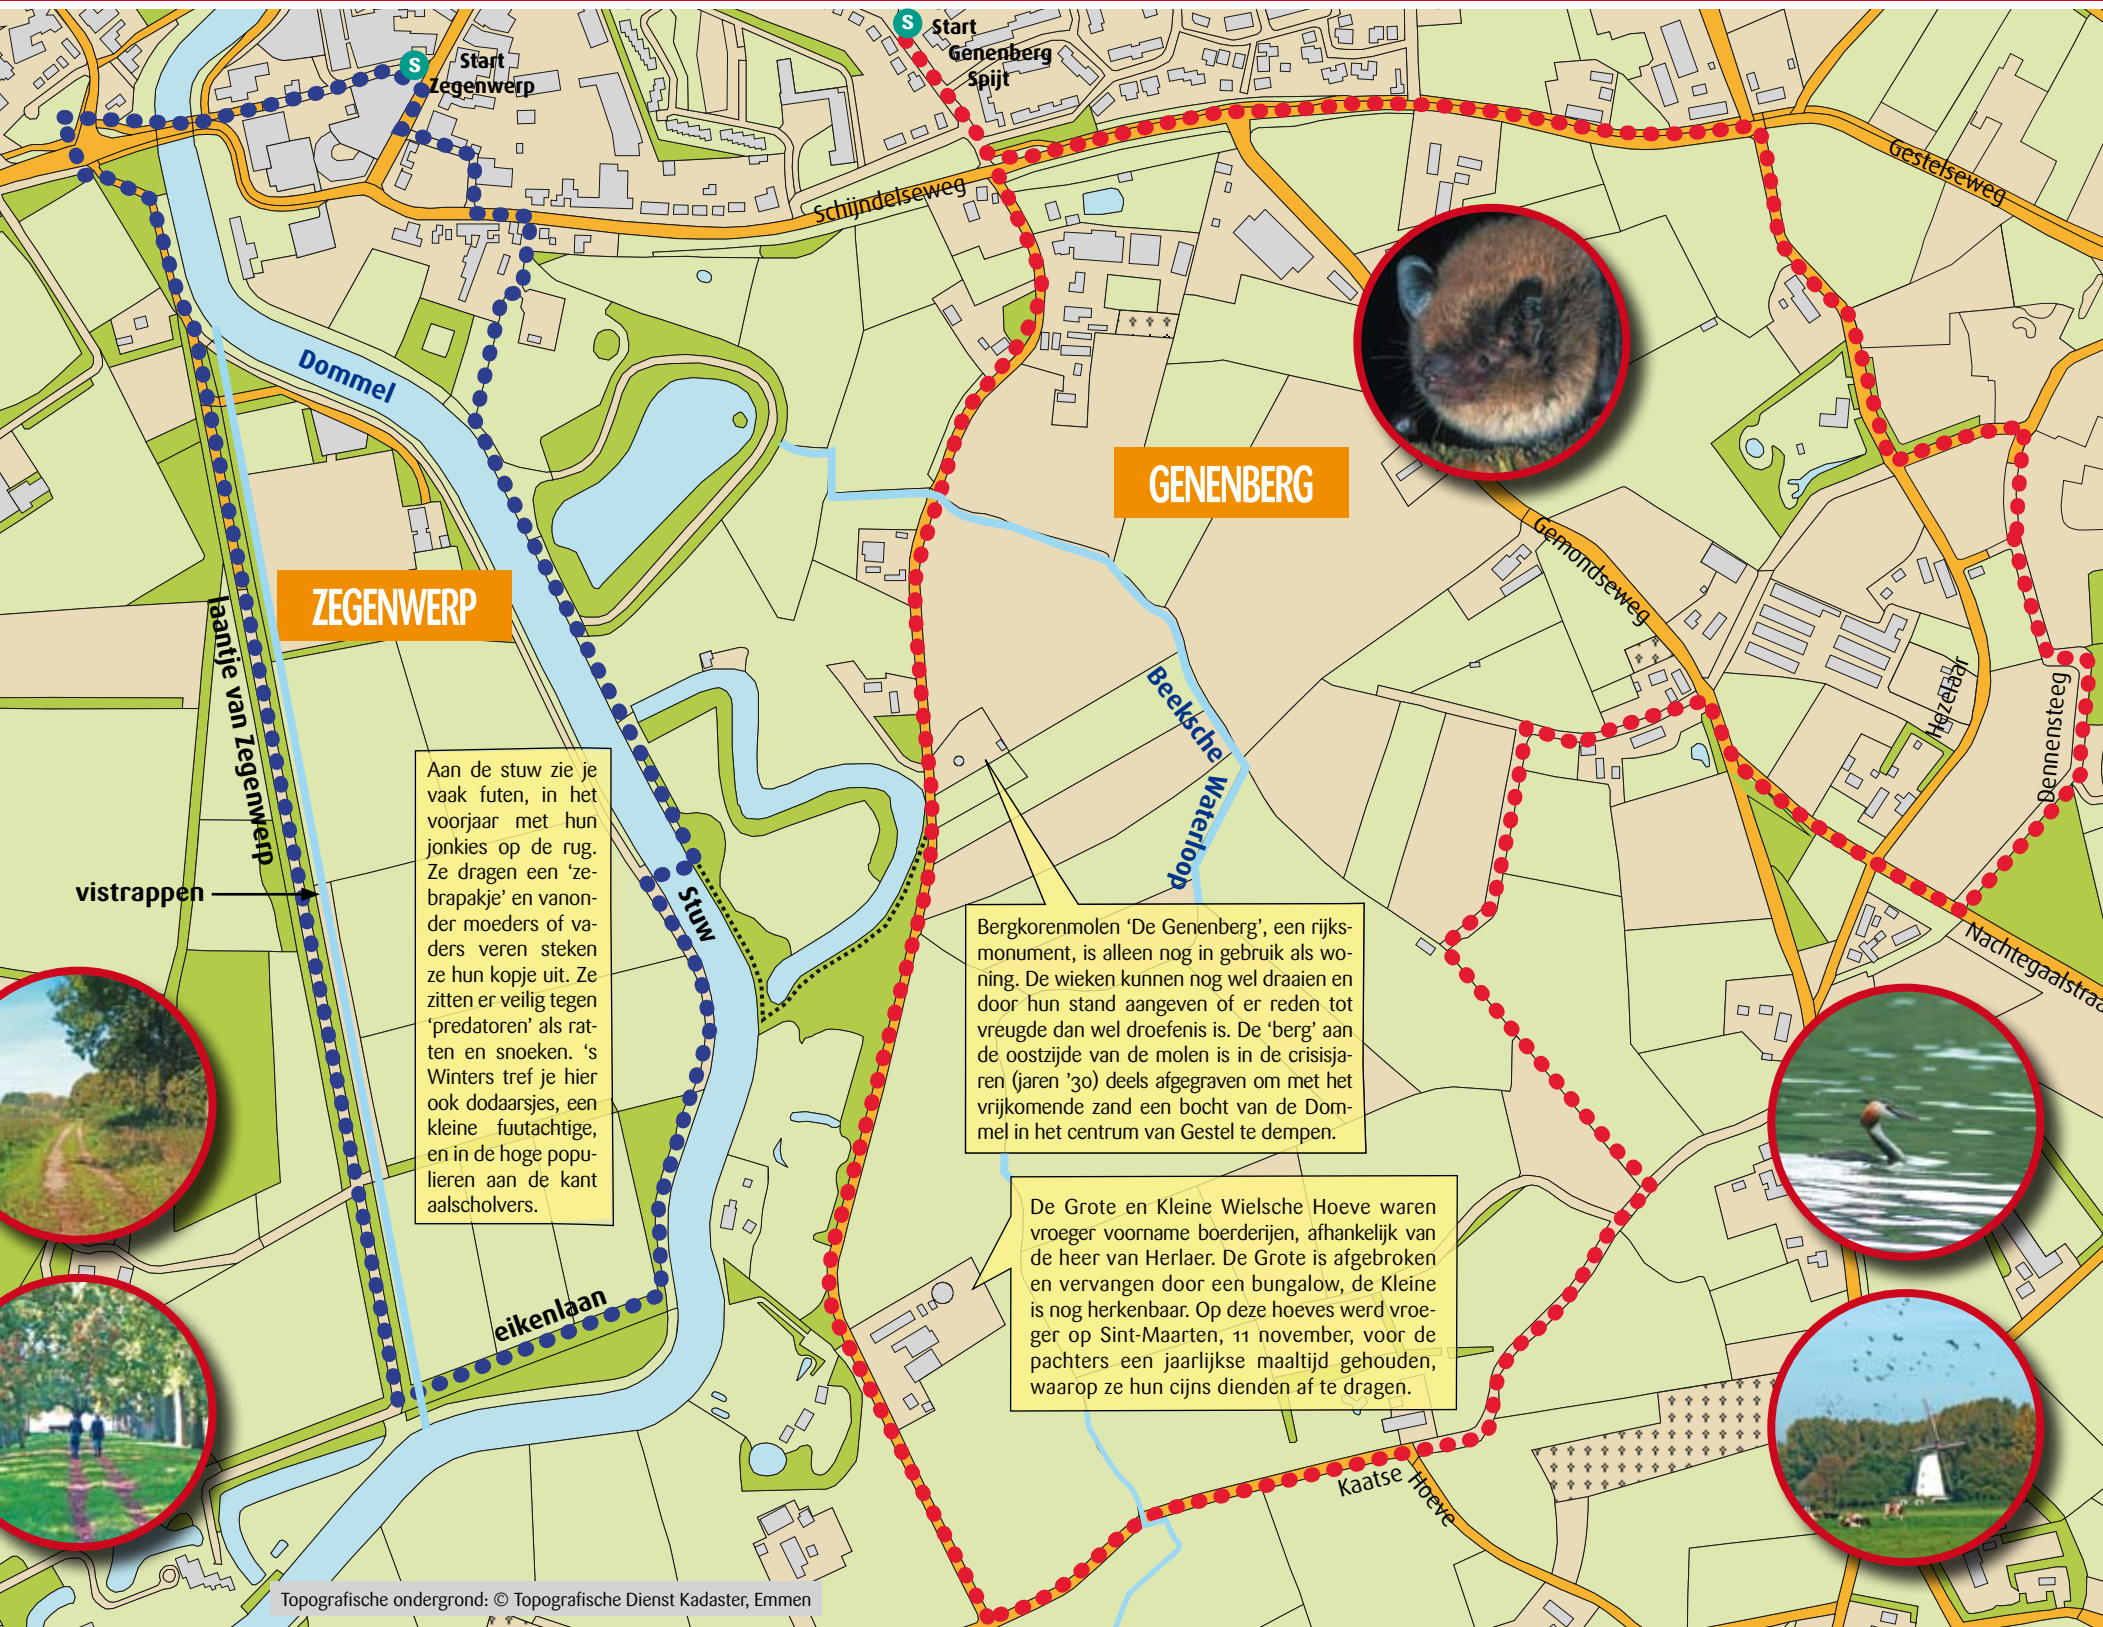 S
Start
Genenberg
Spijt
S
Start
Zegenwerp
Gestelseweg
Schijndelseweg
Dommel
GENENBERG
Gemondseweg
ZEGENWERP
laantje van Zegenwerp
Beeksche Waterloop
Hezelaar
Dennensteeg
Aan de stuw zie je
vaak futen, in het
voorjaar met hun
jonkies op de rug.
Ze dragen een ‘ze-
brapakje’ en vanon-
der moeders of va-
ders veren steken
ze hun kopje uit. Ze
zitten er veilig tegen
‘predatoren’ als rat-
ten en snoeken. ‘s
Winters tref je hier
ook dodaarsjes, een
kleine fuutachtige,
en in de hoge popu-
lieren aan de kant
aalscholvers.
vistrappen
Stuw
Bergkorenmolen ‘De Genenberg’, een rijks-
monument, is alleen nog in gebruik als wo-
ning. De wieken kunnen nog wel draaien en
door hun stand aangeven of er reden tot
vreugde dan wel droefenis is. De ‘berg’ aan
de oostzijde van de molen is in de crisisja-
ren (jaren ’30) deels afgegraven om met het
vrijkomende zand een bocht van de Dom-
mel in het centrum van Gestel te dempen.
Nachtegaalstraa
De Grote en Kleine Wielsche Hoeve waren
vroeger voorname boerderijen, afhankelijk van
de heer van Herlaer. De Grote is afgebroken
en vervangen door een bungalow, de Kleine
is nog herkenbaar. Op deze hoeves werd vroe-
ger op Sint-Maarten, 11 november, voor de
pachters een jaarlijkse maaltijd gehouden,
waarop ze hun cijns dienden af te dragen.
eikenlaan
Kaatse Hoeve
Topografische ondergrond: © Topografische Dienst Kadaster, Emmen